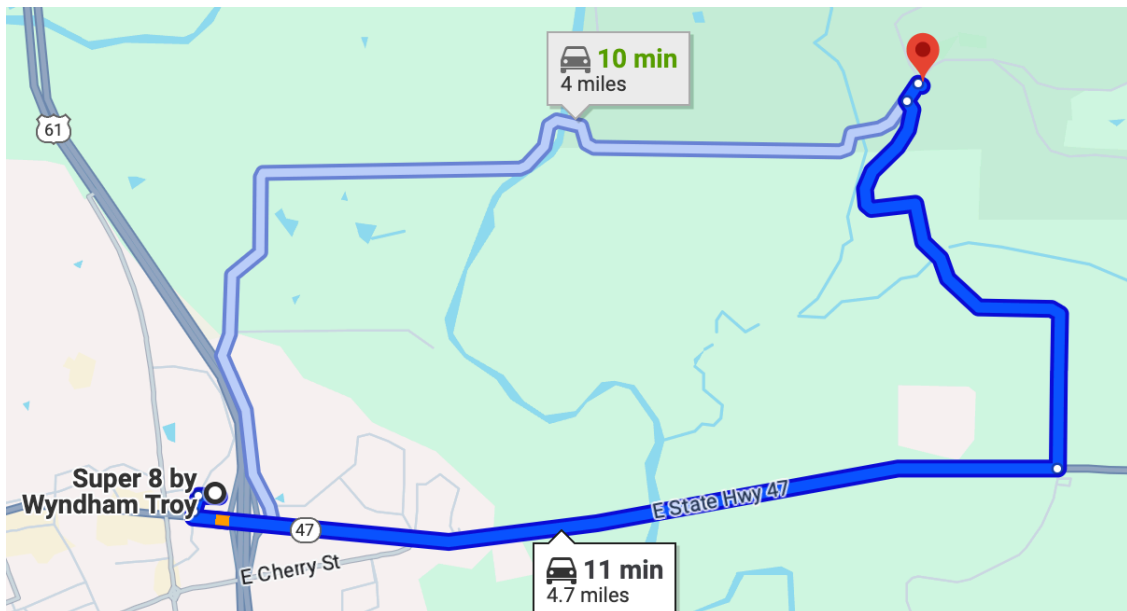 10 min
4 miles
61
Super 8 by
Wyndham Troy
E State Hwy 47
47
11 min
4.7 miles
E Cherry St